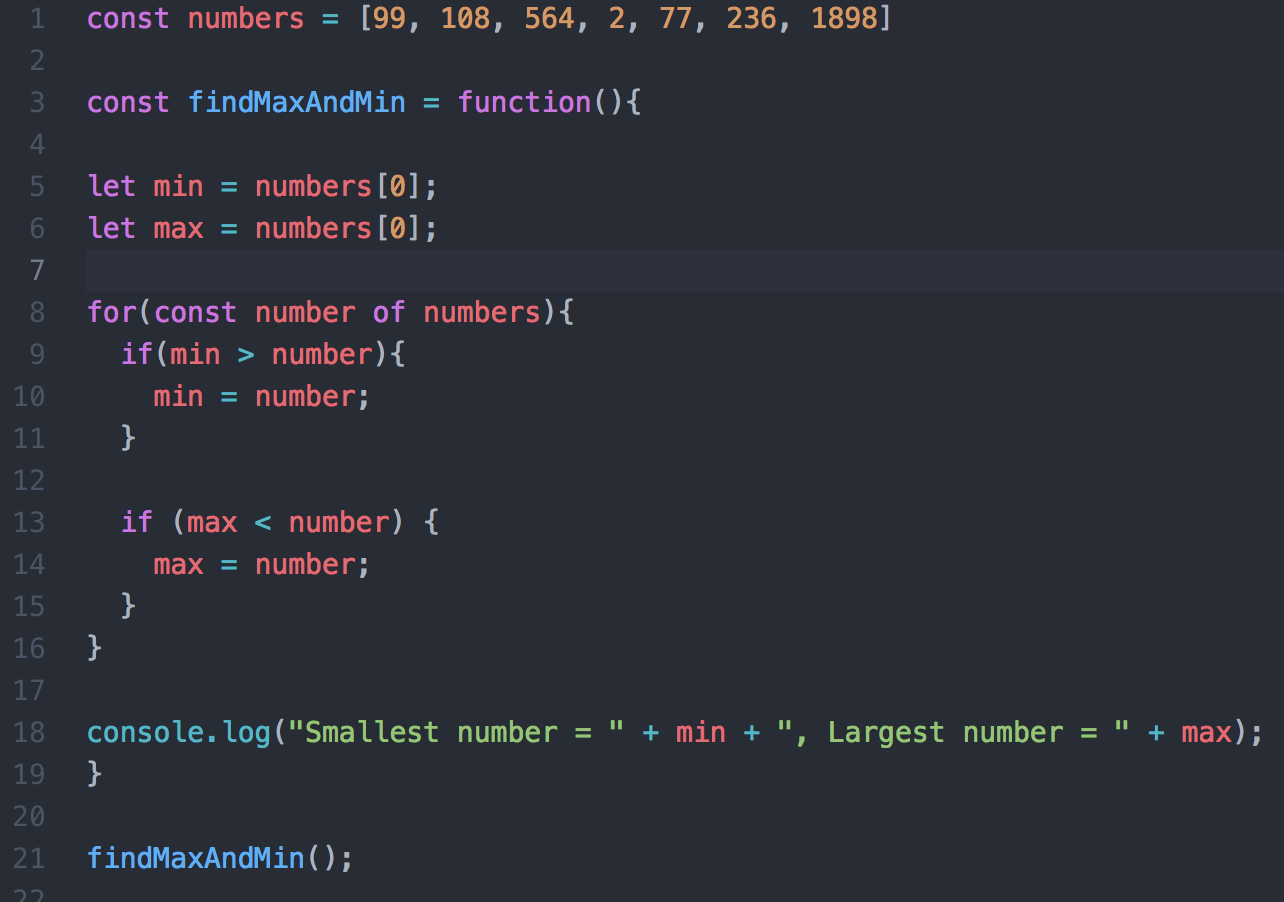 1 const numbers = [99, 108, 564, 2, 77, 236, 1898]
2
3 const findMaxAndMin = function(){
4
5 let min = numbers[0];
6 let max = numbers[0];
7
8 for(const number of numbers){
9   if(min > number){
10     min = number;
11   }
12
13   if (max < number) {
14     max = number;
15   }
16 }
17
18 console.log("Smallest number = " + min + ", Largest number = " + max);
19 }
20
21 findMaxAndMin();
22